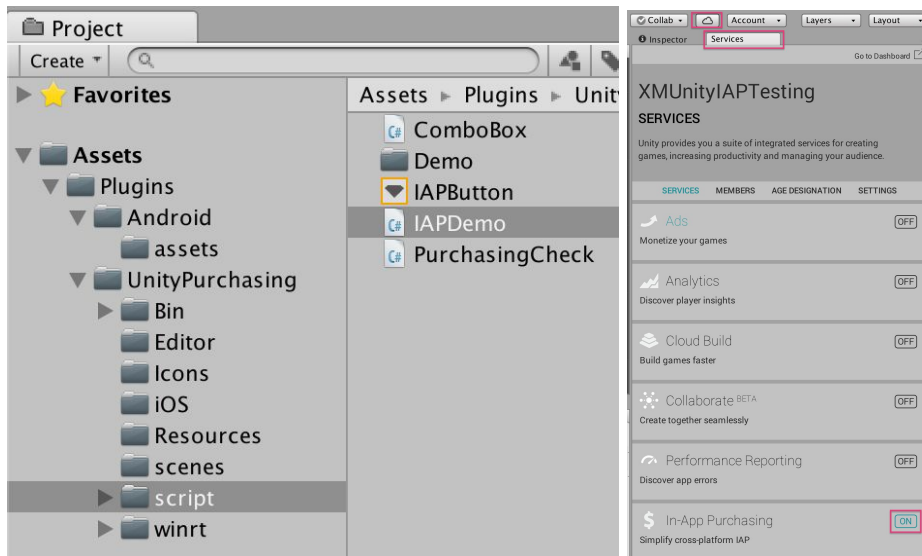 Project
Create
Favorites
Assets
Plugins
Android
assets
UnityPurchasing
Bin
Editor
Icons
iOS
Resources
scenes
script
winrt
Assets Plugins Unit
C# ComboBox
Demo
IAPButton
C# IAPDemo
C# PurchasingCheck
Collab Account Layers Layout
Inspector Services
Go to Dashboard
XMUnityIAPTesting
SERVICES
Unity provides you a suite of integrated services for creating
games, increasing productivity and managing your audience.
SERVICES MEMBERS AGE DESIGNATION SETTINGS
Ads OFF
Monetize your games
Analytics OFF
Discover player insights
Cloud Build OFF
Build games faster
Collaborate BETA OFF
Create together seamlessly
Performance Reporting OFF
Discover app errors
$ In-App Purchasing ON
Simplify cross-platform IAP